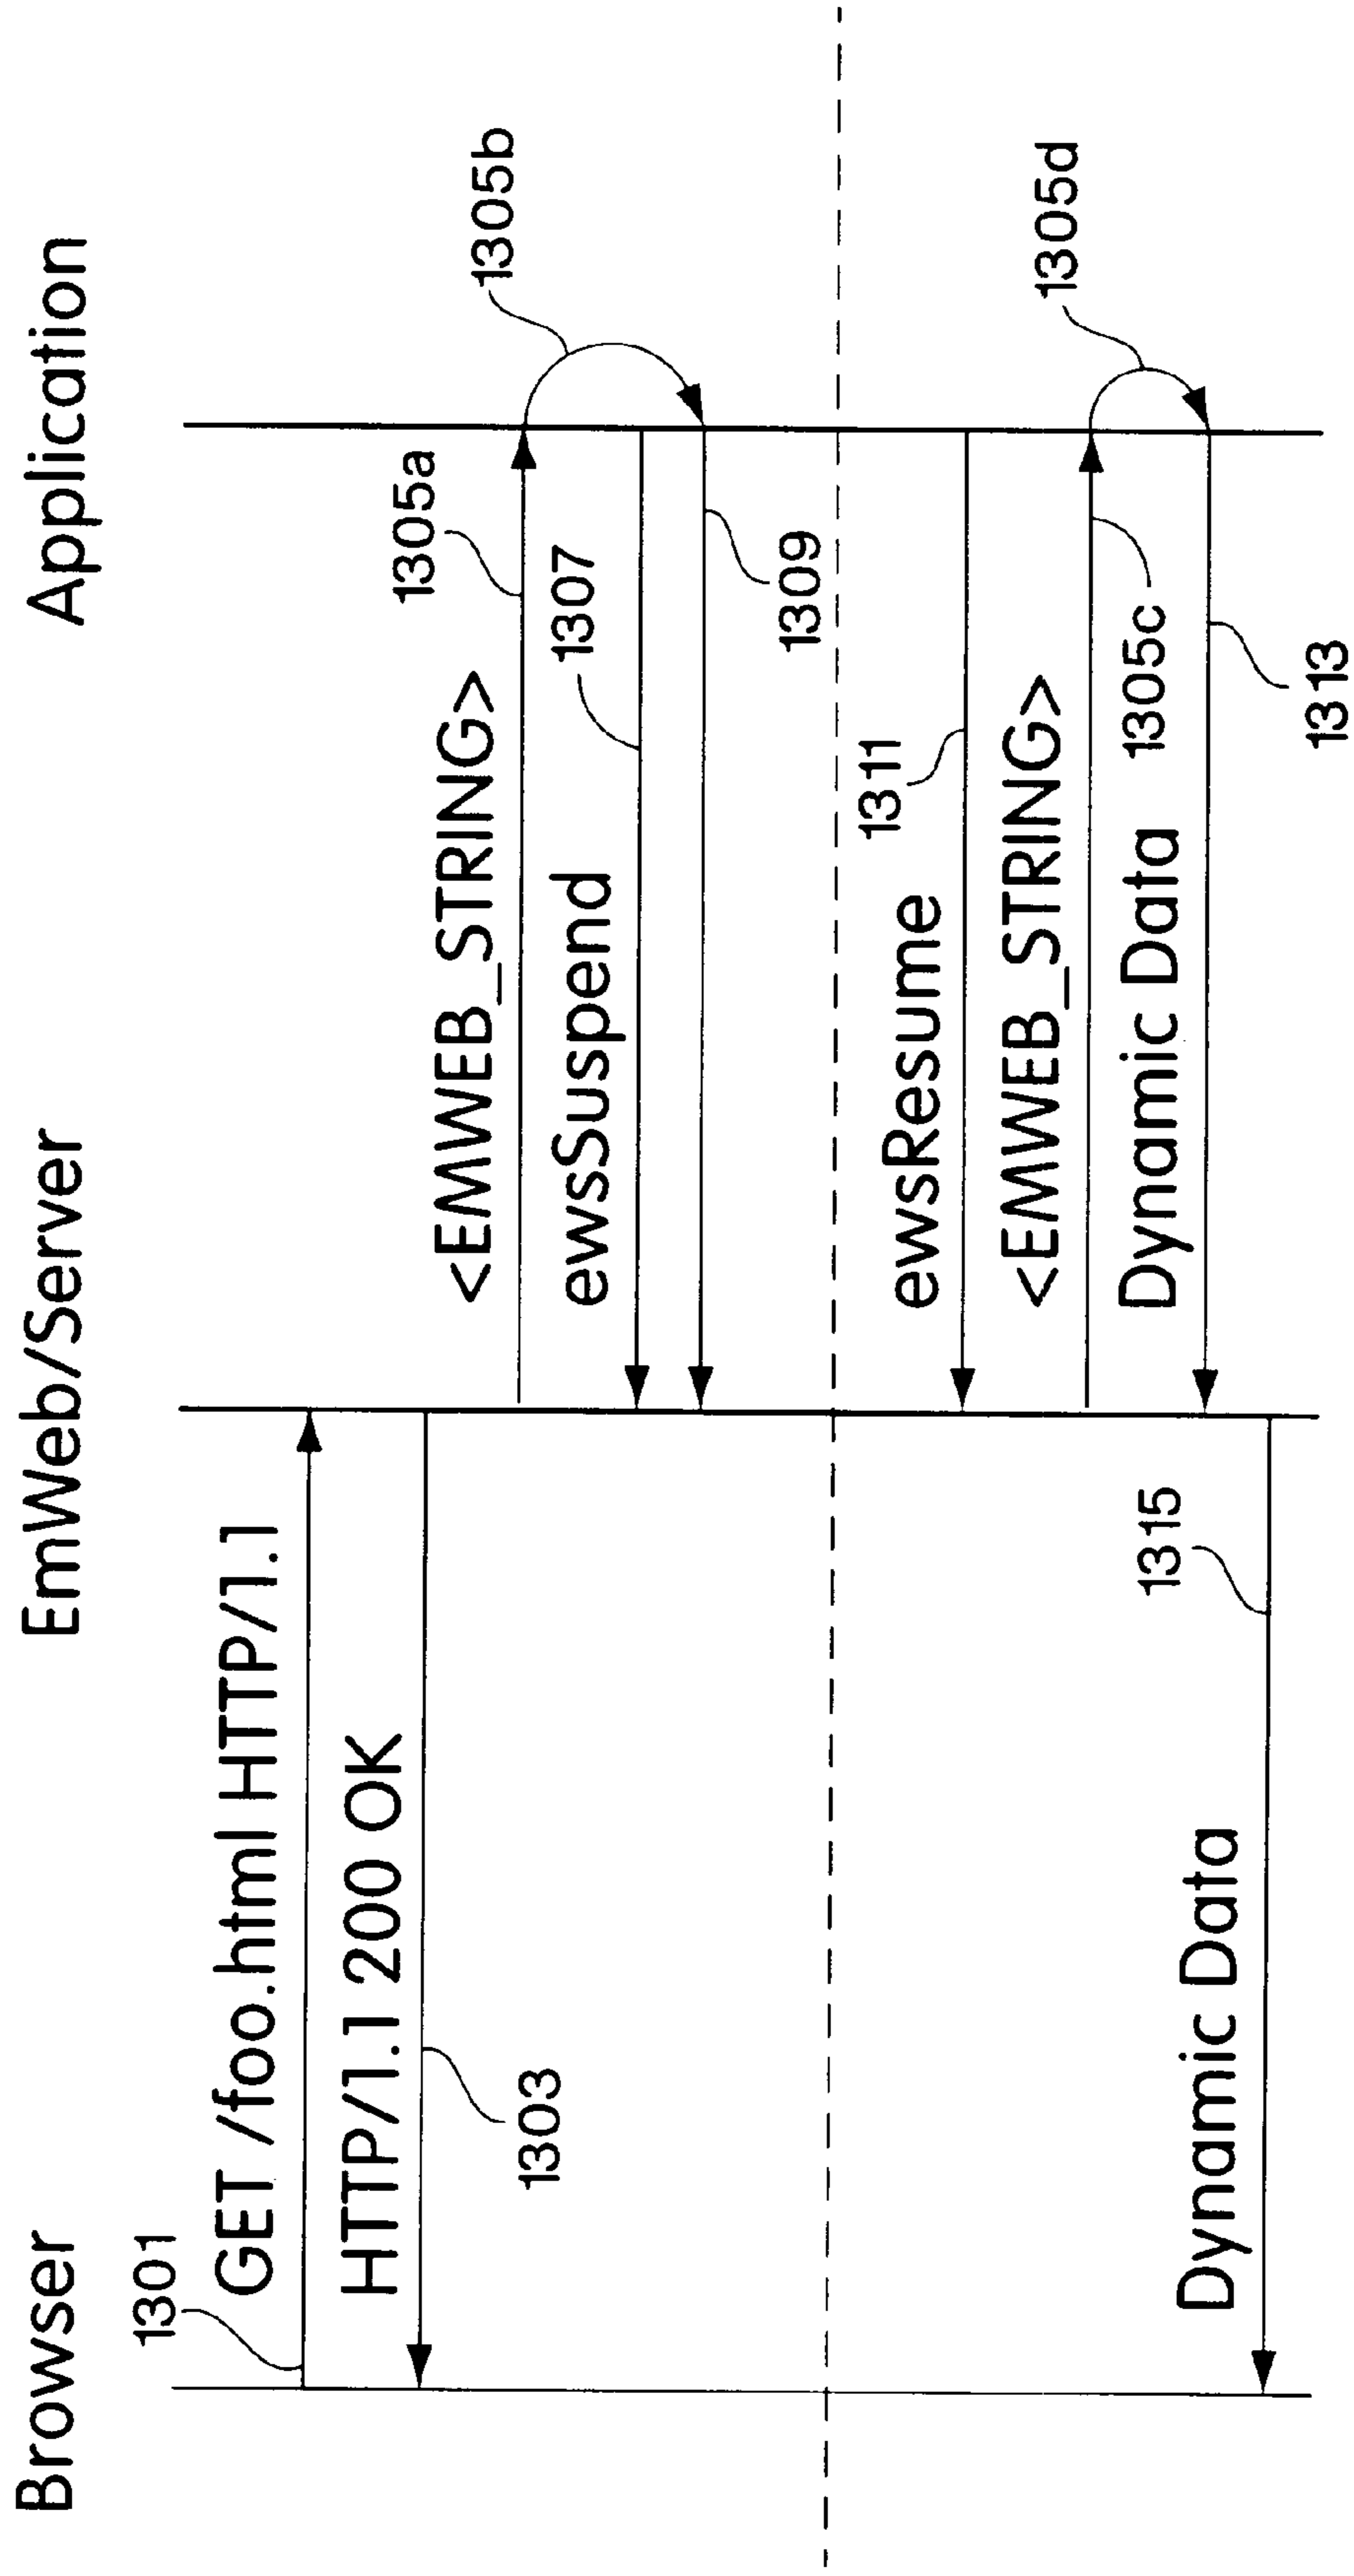 Browser
EmWeb/Server
Application
1301
GET /foo.html HTTP/1.1
HTTP/1.1 200 OK
1303
1305a
<EMWEB_STRING>
1305b
ewsSuspend
1307
1309
ewsResume
1311
<EMWEB_STRING>
1305d
Dynamic Data
1305c
1313
1315
Dynamic Data